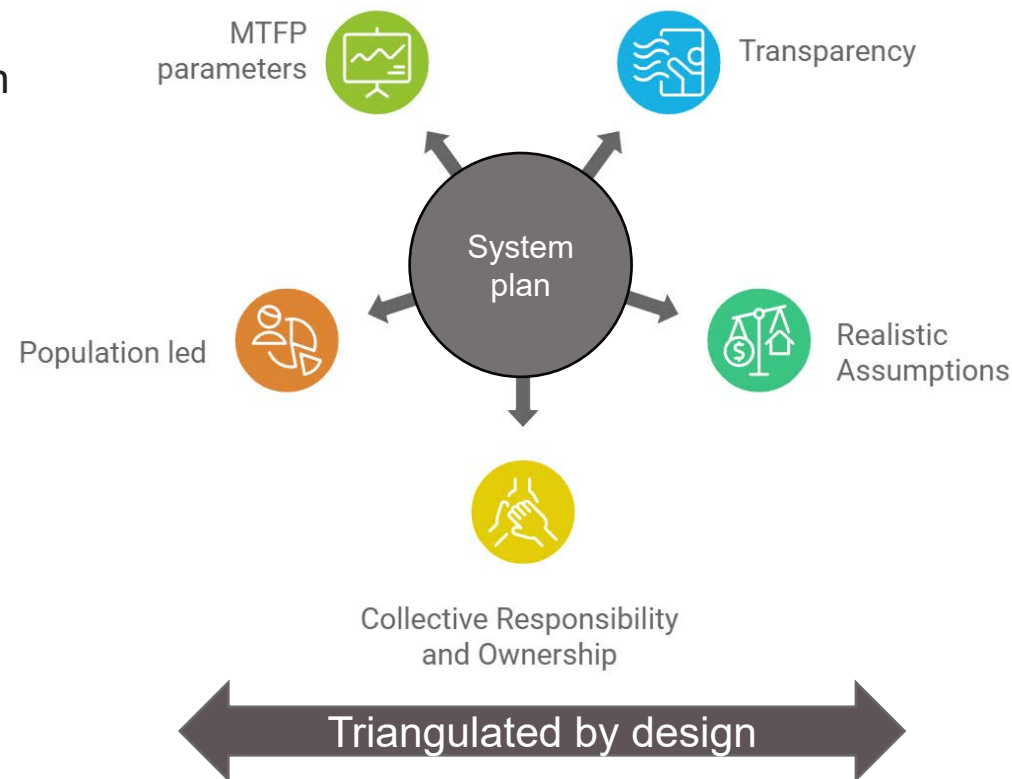 MTFP
parameters
Transparency
System
plan
Population led
Realistic
Assumptions
Collective Responsibility
and Ownership
Triangulated by design